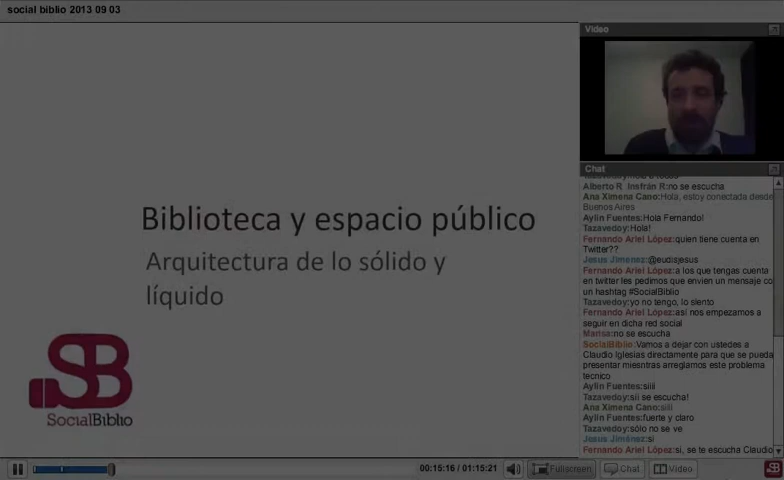 social biblio 2013 09 03
Biblioteca y espacio público
Arquitectura de lo sólido y
líquido
SB
SocialBiblio
Video
Chat
Alberto R Insfrán R:no se escucha
Ana Ximena Cano:Hola, estoy conectada desde
Buenos Aires
Aylin Fuentes:Hola Fernando!
Tazavedoy:Hola!
Fernando Ariel López:quien tiene cuenta en
Twitter??
Jesus Jimenez:@eudisjesus
Fernando Ariel López:a los que tengas cuenta
en twitter les pedimos que envien un mensaje co
un hashtag #SocialBiblio
Tazavedoy:yo no tengo, lo siento
Fernando Ariel López:así nos empezamos a
seguir en dicha red social
Marisa:no se escucha
SocialBiblio:Vamos a dejar con ustedes a
Claudio Iglesias directamente para que se pueda
presentar miesntras arreglamos este problema
técnico
Aylin Fuentes:siiii
Tazavedoy:sii se escucha!
Ana Ximena Cano:siiii
Aylin Fuentes:fuerte y claro
Tazavedoy:sólo no se ve
Jesus Jiménez:si
Fernando Ariel López:si, se te escucha Claudio
00:15:16 / 01:15:21
Fullscreen
Chat
Video
SB